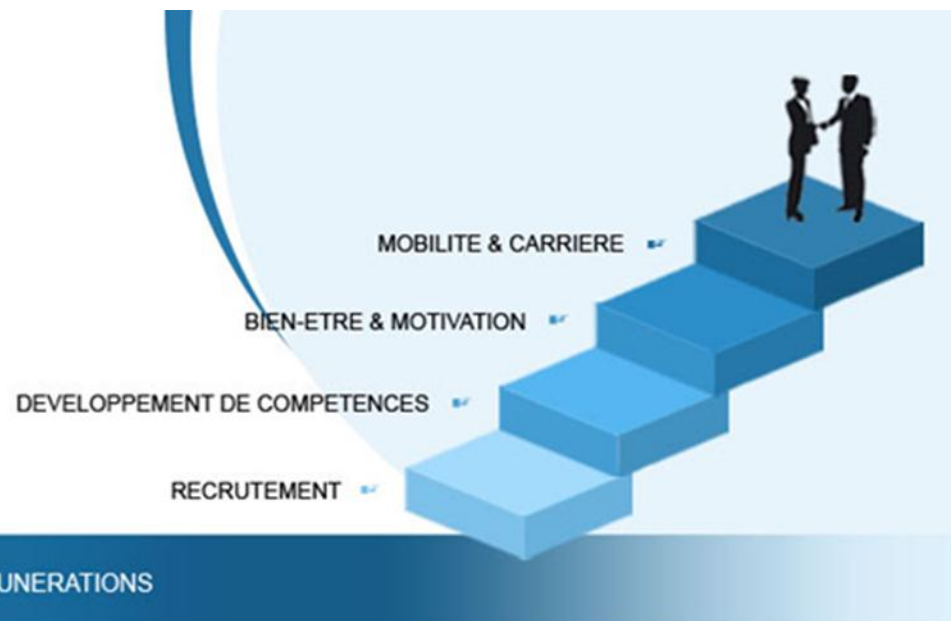 MOBILITE & CARRIERE
BIEN-ETRE & MOTIVATION
DEVELOPPEMENT DE COMPETENCES
RECRUTEMENT
UNERATIONS